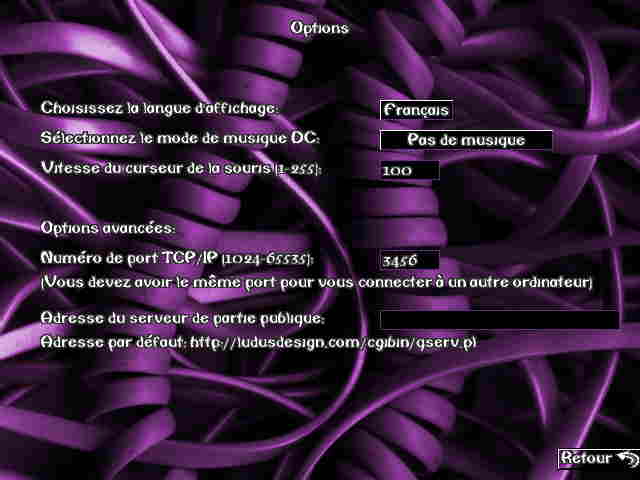 Options
Choisissez la langue d'affichage: Français
Sélectionnez le mode de musique DC: Pas de musique
Vitesse du curseur de la souris (1-255): 100
Options avancées:
Numéro de port TCP/IP (1024-65535): 3456
(Vous devez avoir le même port pour vous connecter à un autre ordinateur)
Adresse du serveur de partie publique:
Adresse par défaut: http://ludusdesign.com/cgibin/gserv.pl
Retour